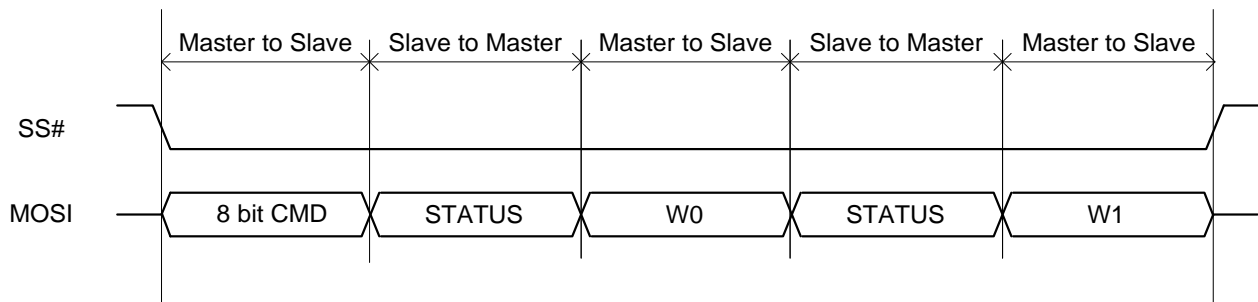 Master to Slave Slave to Master Master to Slave Slave to Master Master to Slave
SS#
MOSI 8 bit CMD STATUS W0 STATUS W1